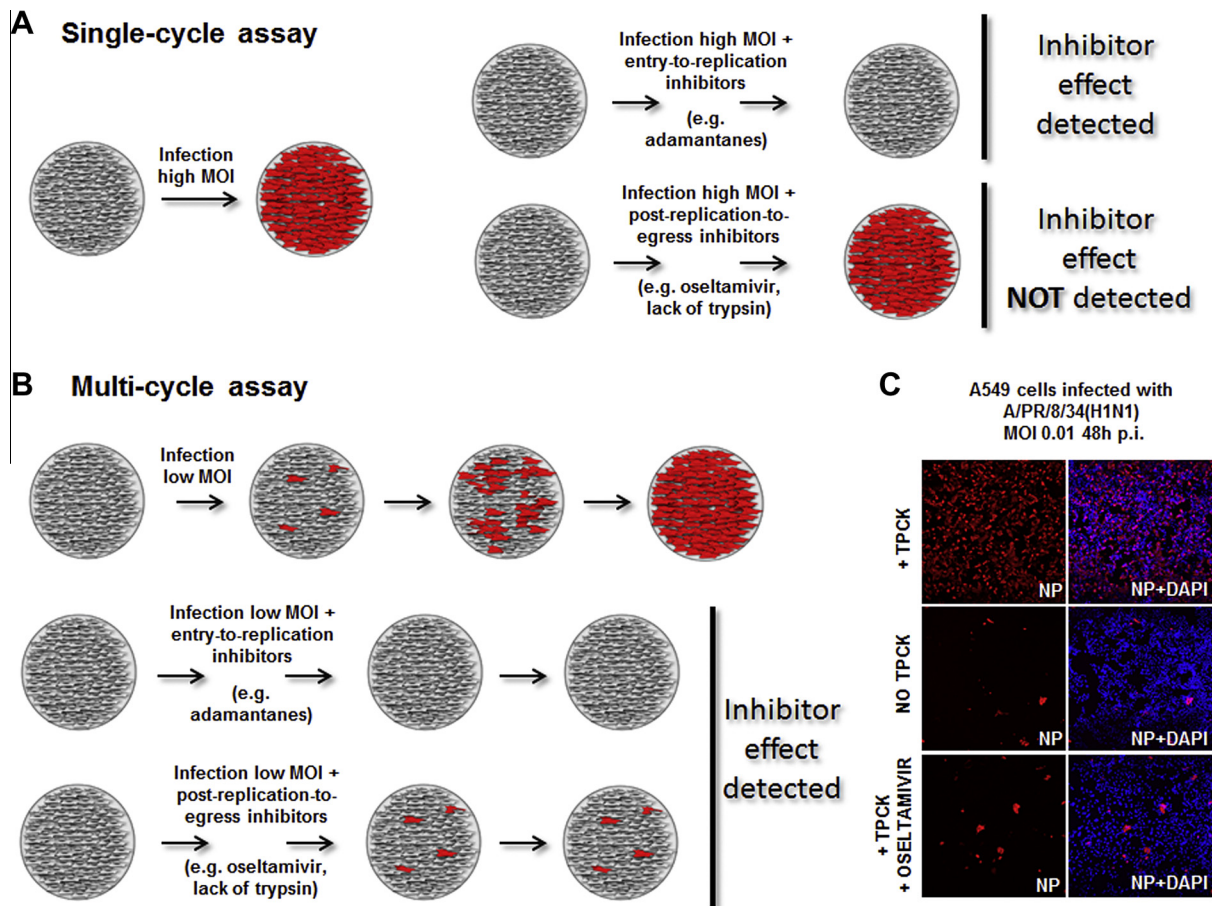 A
Single-cycle assay
Infection
high MOI
Infection high MOI +
entry-to-replication
inhibitors
(e.g.
adamantanes)
Inhibitor
effect
detected
Infection high MOI +
post-replication-to-
egress inhibitors
(e.g. oseltamivir,
lack of trypsin)
Inhibitor
effect
NOT detected
B
Multi-cycle assay
Infection
low MOI
Infection low MOI +
entry-to-replication
inhibitors
(e.g.
adamantanes)
Infection low MOI +
post-replication-to-
egress inhibitors
(e.g. oseltamivir,
lack of trypsin)
Inhibitor
effect
detected
C
A549 cells infected with
A/PR/8/34(H1N1)
MOI 0.01 48h p.i.
+ TPCK
NP
NP+DAPI
NO TPCK
NP
NP+DAPI
+ TPCK
+ OSELTAMIVIR
NP
NP+DAPI